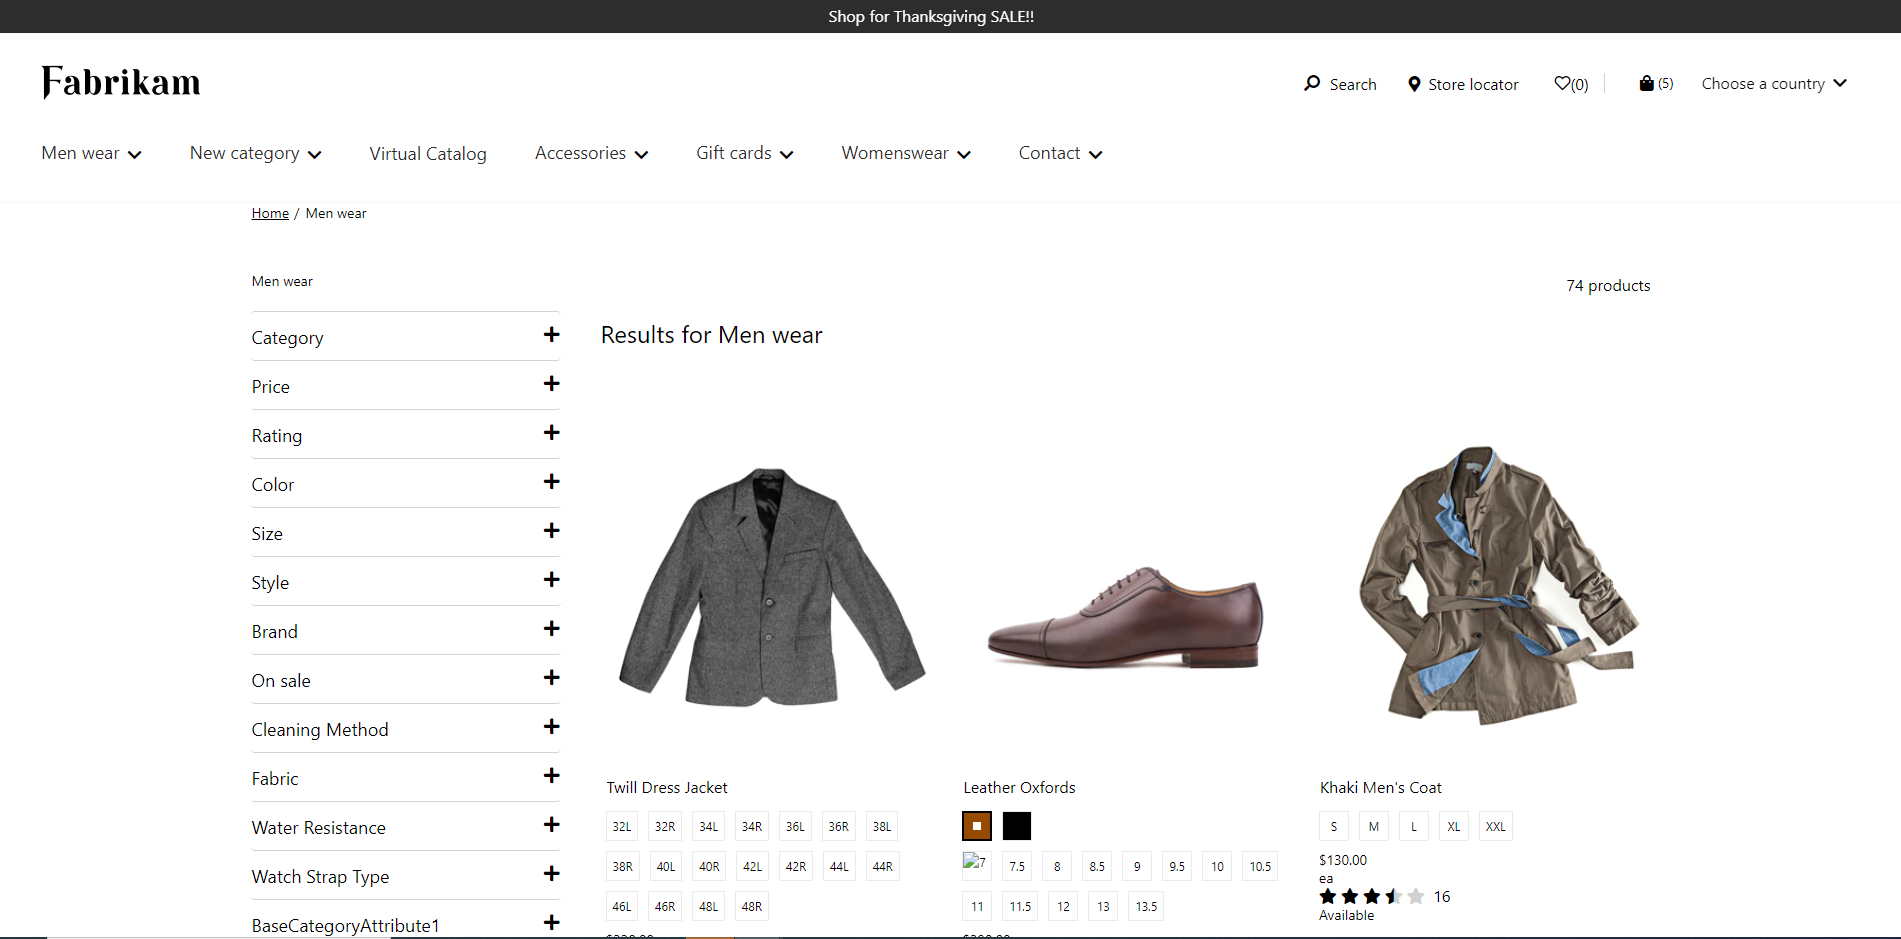 Shop for Thanksgiving SALE!!
Fabrikam
Search
Store locator
(0)
(5)
Choose a country
Men wear
New category
Virtual Catalog
Accessories
Gift cards
Womenswear
Contact
Home / Men wear
Men wear
74 products
Category
Price
Rating
Color
Size
Style
Brand
On sale
Cleaning Method
Fabric
Water Resistance
Watch Strap Type
BaseCategoryAttribute1
Results for Men wear
Twill Dress Jacket
32L 32R 34L 34R 36L 36R 38L
38R 40L 40R 42L 42R 44L 44R
46L 46R 48L 48R
Leather Oxfords
7 7.5 8 8.5 9 9.5 10 10.5
11 11.5 12 13 13.5
Khaki Men's Coat
S M L XL XXL
$130.00
ea
16
Available